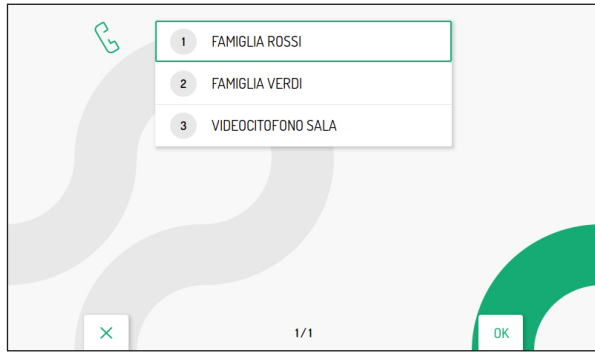 1 FAMIGLIA ROSSI
2 FAMIGLIA VERDI
3 VIDEOCITOFONO SALA
1/1
OK